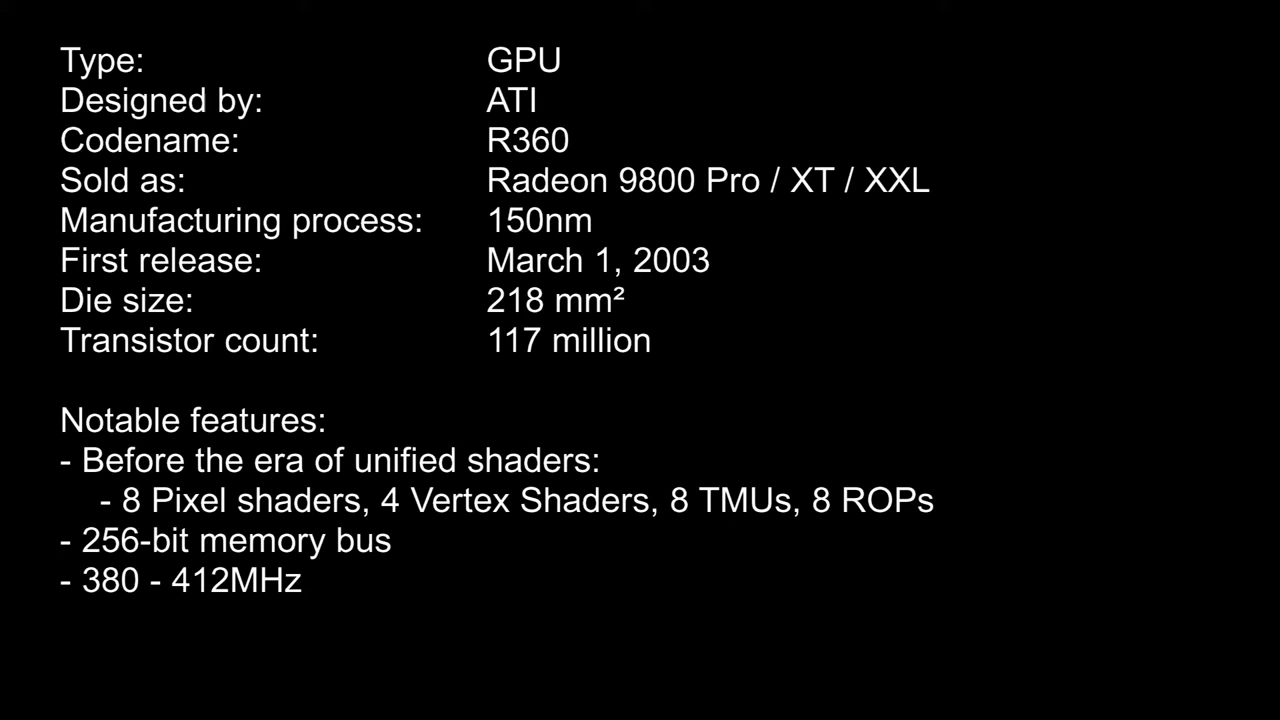 Type: GPU
Designed by: ATI
Codename: R360
Sold as: Radeon 9800 Pro / XT / XXL
Manufacturing process: 150nm
First release: March 1, 2003
Die size: 218 mm²
Transistor count: 117 million
Notable features:
- Before the era of unified shaders:
- 8 Pixel shaders, 4 Vertex Shaders, 8 TMUs, 8 ROPs
- 256-bit memory bus
- 380 - 412MHz